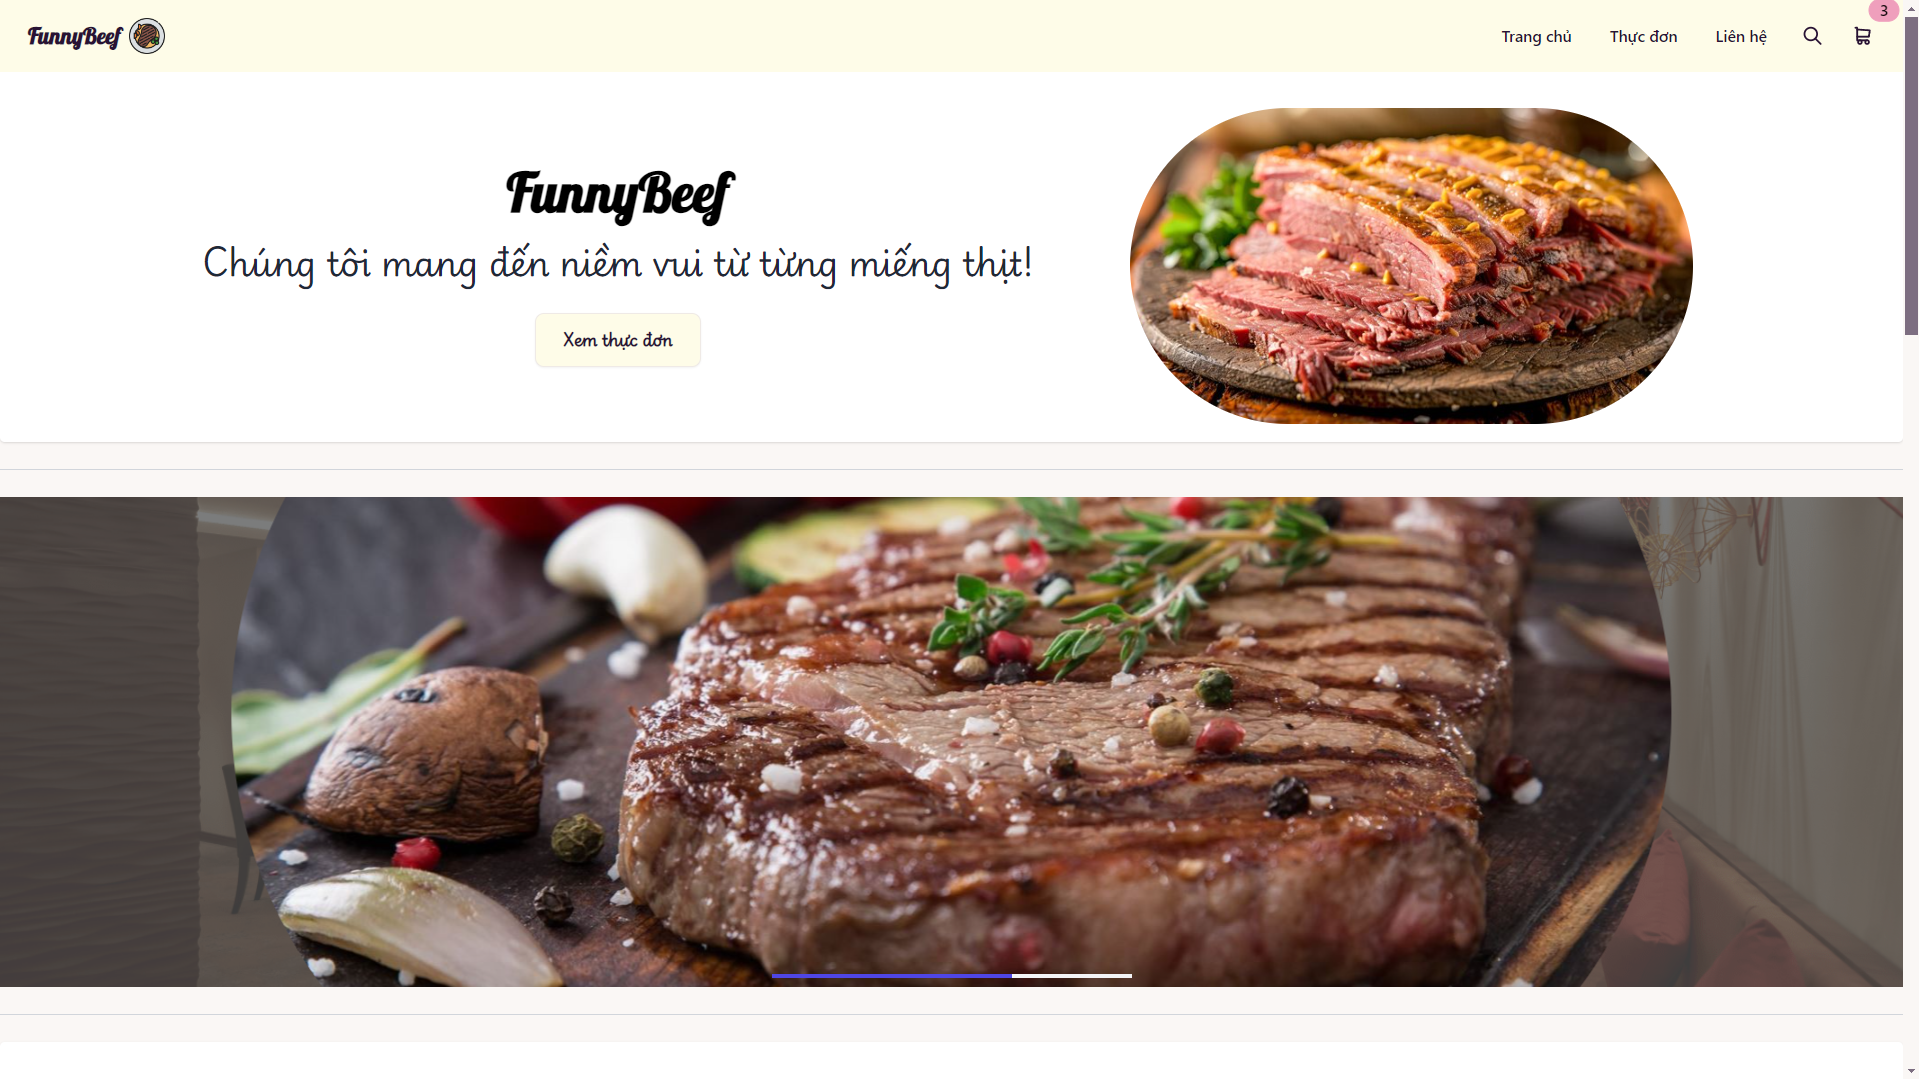 FunnyBeef
Trang chủ
Thực đơn
Liên hệ
3
FunnyBeef
Chúng tôi mang đến niềm vui từ từng miếng thịt!
Xem thực đơn